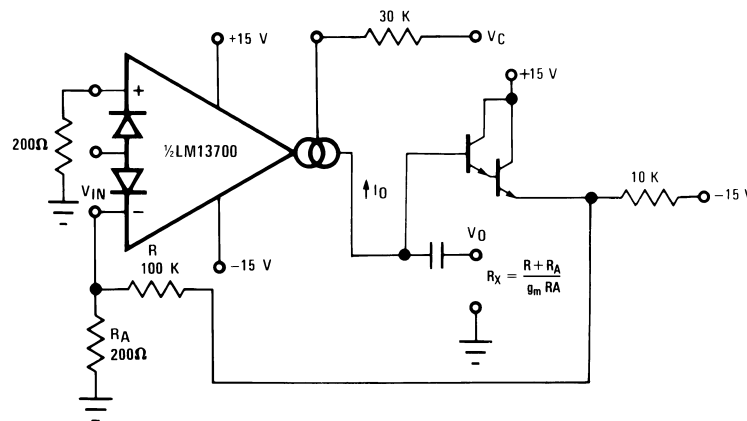 30 K
V_C
+15 V
+15 V
+
200Ω
½LM13700
10 K
-15 V
I_O
V_IN
−
V_O
R
100 K
-15 V
R_X = (R + R_A) / (g_m RA)
R_A
200Ω